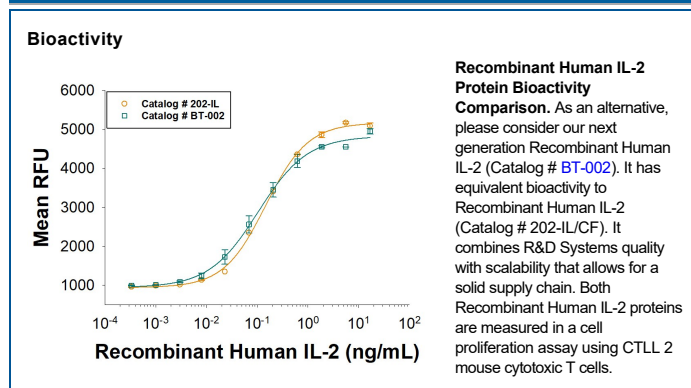 Bioactivity
6000
5000
4000
3000
2000
1000
Mean RFU
Catalog # 202-IL
Catalog # BT-002
10-4
10-3
10-2
10-1
100
101
102
Recombinant Human IL-2 (ng/mL)
Recombinant Human IL-2
Protein Bioactivity
Comparison. As an alternative,
please consider our next
generation Recombinant Human
IL-2 (Catalog # BT-002). It has
equivalent bioactivity to
Recombinant Human IL-2
(Catalog # 202-IL/CF). It
combines R&D Systems quality
with scalability that allows for a
solid supply chain. Both
Recombinant Human IL-2 proteins
are measured in a cell
proliferation assay using CTLL 2
mouse cytotoxic T cells.